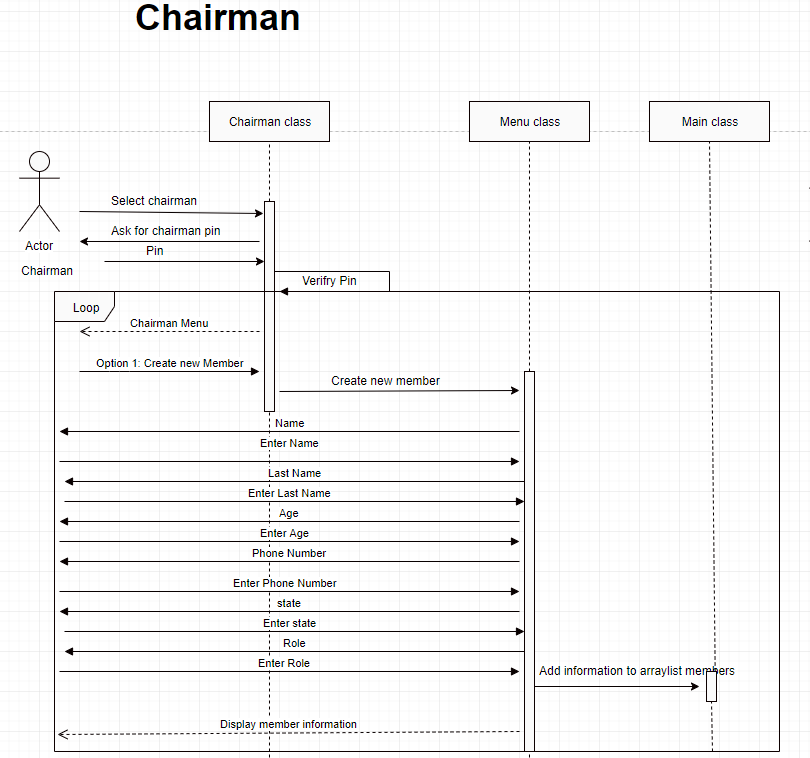 Chairman
Chairman class
Menu class
Main class
Select chairman
Ask for chairman pin
Actor
Pin
Chairman
Verifry Pin
Loop
Chairman Menu
Option 1: Create new Member
Create new member
Name
Enter Name
Last Name
Enter Last Name
Age
Enter Age
Phone Number
Enter Phone Number
state
Enter state
Role
Enter Role
Add information to arraylist members
Display member information